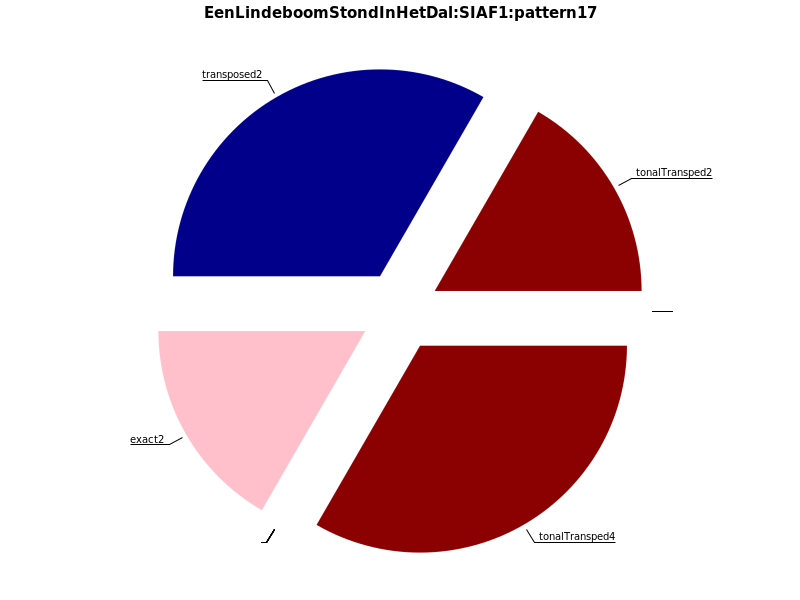 EenLindeboomStondInHetDal:SIAF1:pattern17
transposed2
tonalTransped2
exact2
tonalTransped4